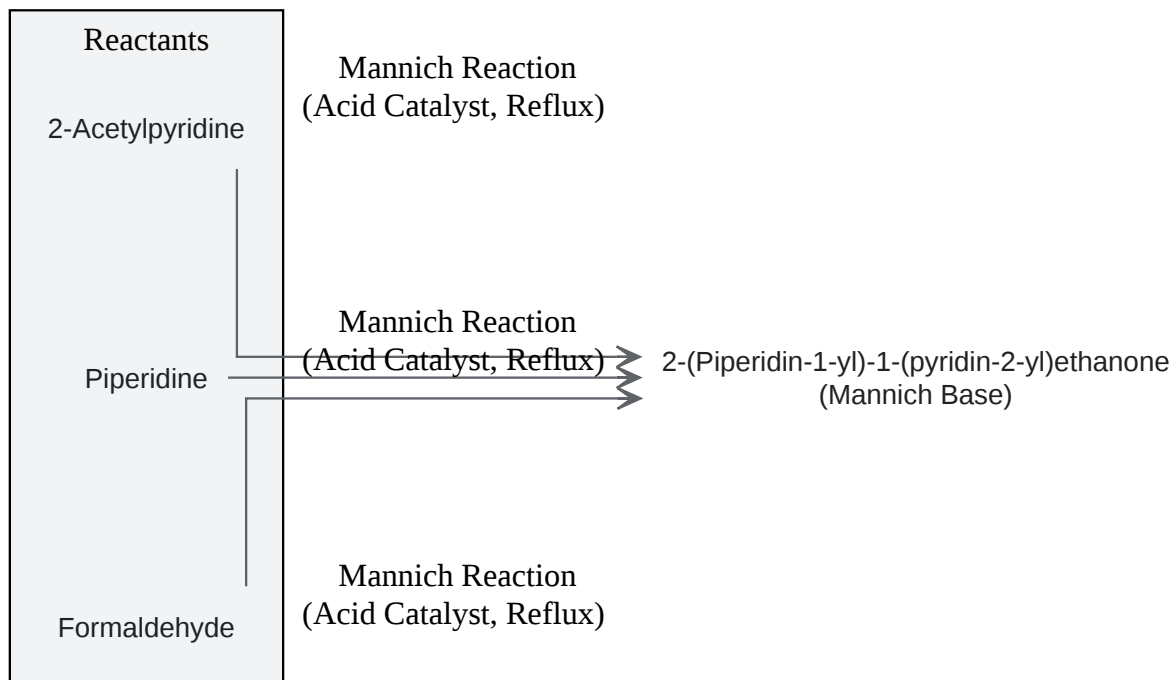 Reactants
Mannich Reaction
(Acid Catalyst, Reflux)
2-Acetylpyridine
Mannich Reaction
(Acid Catalyst, Reflux)
Piperidine
2-(Piperidin-1-yl)-1-(pyridin-2-yl)ethanone
(Mannich Base)
Mannich Reaction
(Acid Catalyst, Reflux)
Formaldehyde